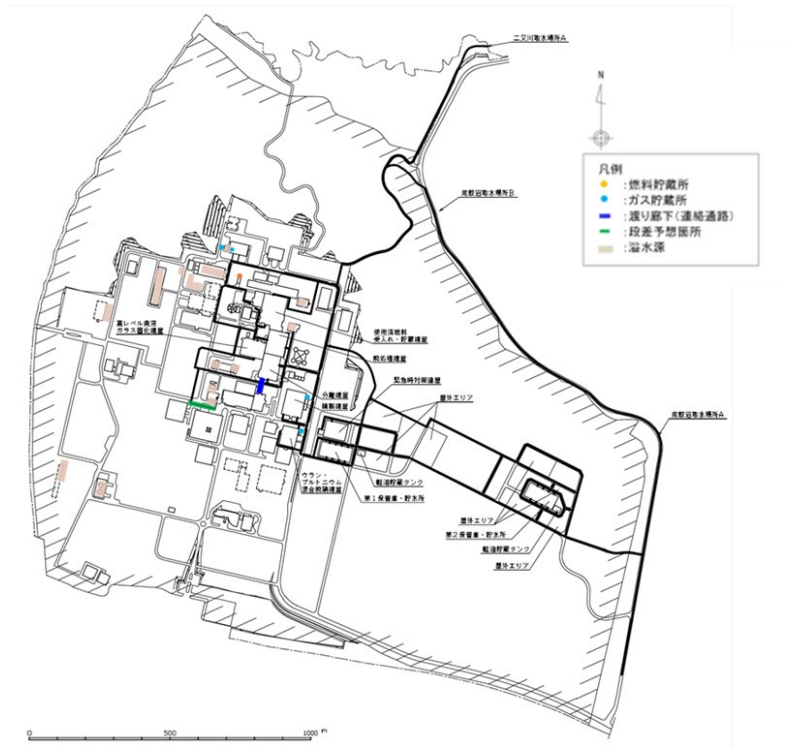 二又川取水場所A
N
凡例
:燃料貯蔵所
:ガス貯蔵所
尾駮沼取水場所B
:渡り廊下(連絡通路)
:段差予想箇所
:溢水源
高レベル廃液
ガラス固化建屋
使用済燃料
受入れ・貯蔵建屋
前処理建屋
緊急時対策建屋
分離建屋
精製建屋
屋外エリア
尾駮沼取水場所A
ウラン・
プルトニウム
混合脱硝建屋
軽油貯蔵タンク
第1保管庫・貯水所
屋外エリア
第2保管庫・貯水所
軽油貯蔵タンク
屋外エリア
0 500 1000 m